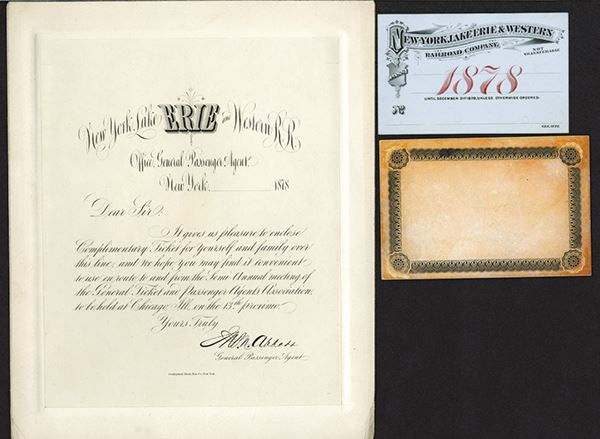 New York, Lake ERIE and Western R.R.
Office General Passenger Agent.
New York, 1878
Dear Sir:
It gives us pleasure to enclose
Complimentary Ticket for Yourself and family over
this line, and we hope you may find it convenient
to use en route to and from the Semi-Annual meeting of
the General Ticket and Passenger Agents Association,
to be held at Chicago, Ill., on the 13th proximo.
Yours Truly
General Passenger Agent
NEW-YORK, LAKE ERIE & WESTERN
RAILROAD COMPANY.
NOT
TRANSFERABLE
1878
UNTIL DECEMBER 31ST 1878, UNLESS OTHERWISE ORDERED.
No